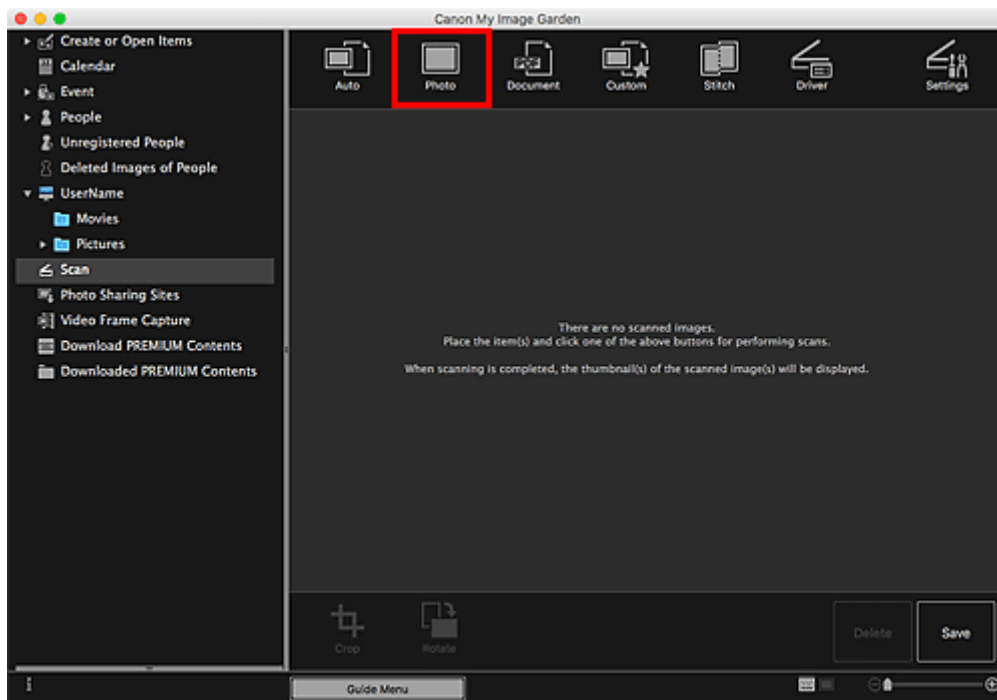 Canon My Image Garden
Create or Open Items
Calendar
Event
People
Unregistered People
Deleted Images of People
UserName
Movies
Pictures
Scan
Photo Sharing Sites
Video Frame Capture
Download PREMIUM Contents
Downloaded PREMIUM Contents
Auto
Photo
PDF
Document
Custom
Stitch
Driver
Settings
There are no scanned images.
Place the item(s) and click one of the above buttons for performing scans.
When scanning is completed, the thumbnail(s) of the scanned image(s) will be displayed.
Crop
Rotate
Delete
Save
i
Guide Menu